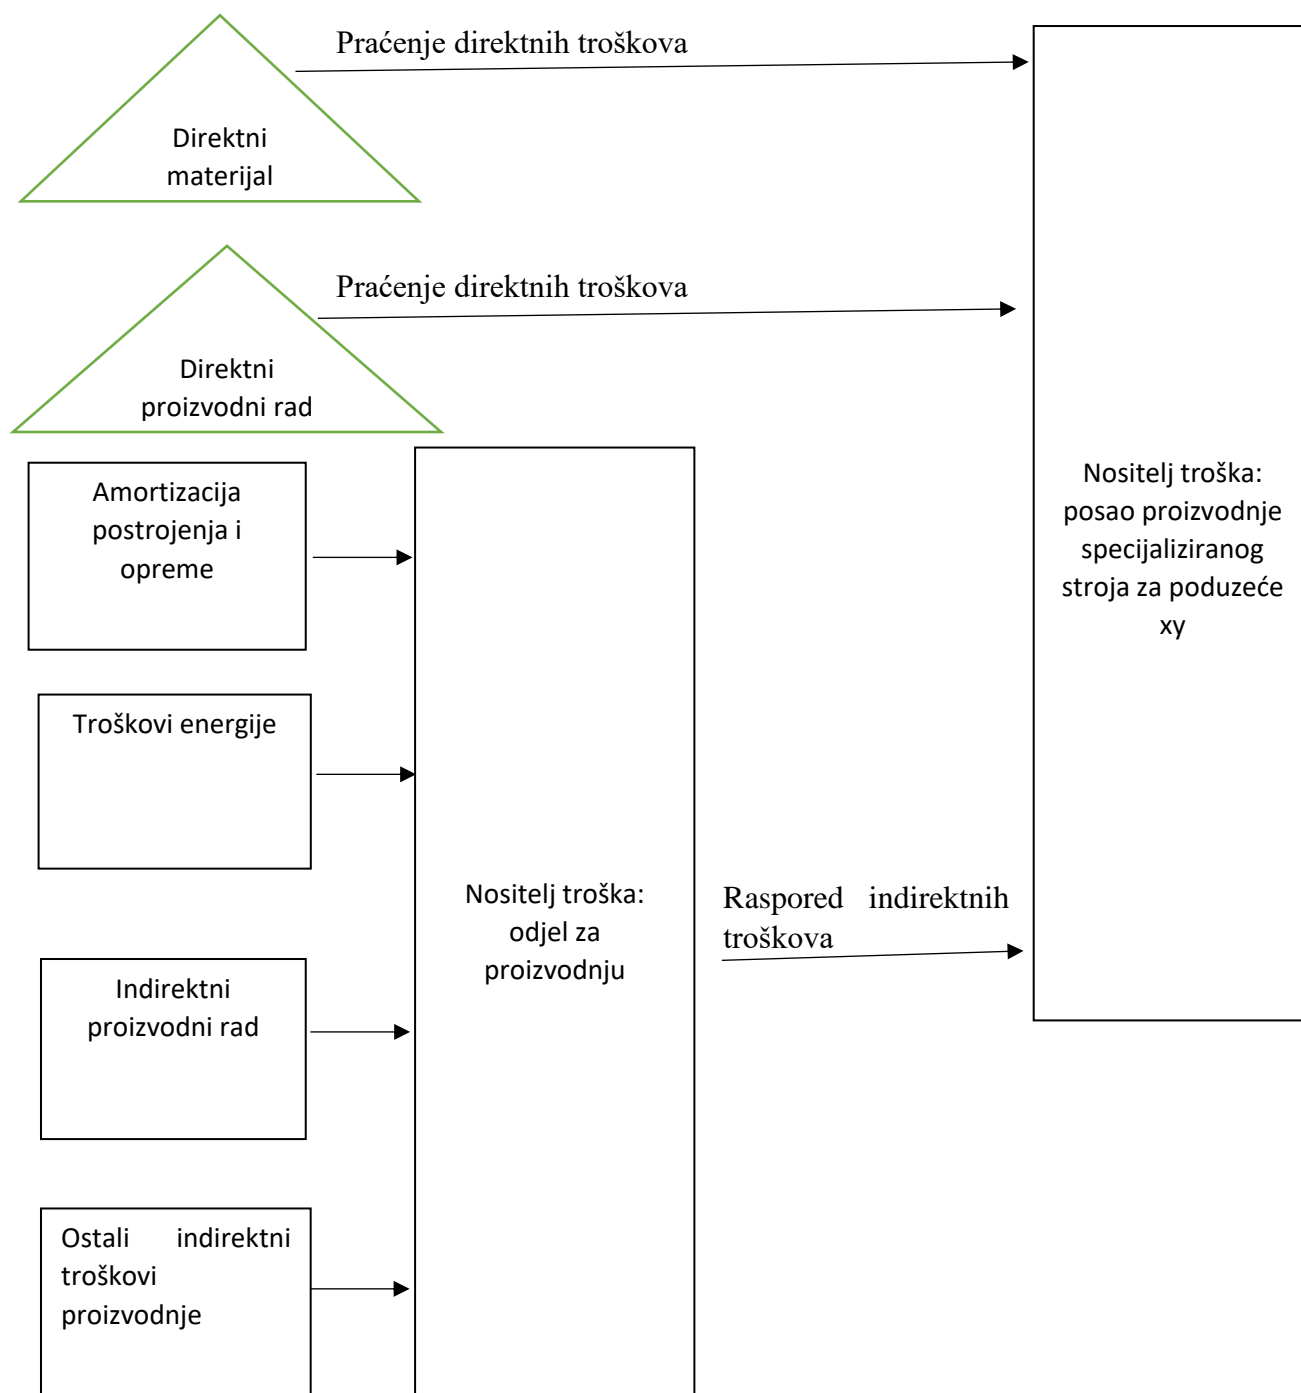 Praćenje direktnih troškova
Direktni
materijal
Praćenje direktnih troškova
Direktni
proizvodni rad
Amortizacija
postrojenja i
opreme
Troškovi energije
Indirektni
proizvodni rad
Ostali indirektni
troškovi
proizvodnje
Nositelj troška:
odjel za
proizvodnju
Raspored indirektnih
troškova
Nositelj troška:
posao proizvodnje
specijaliziranog
stroja za poduzeće
xy